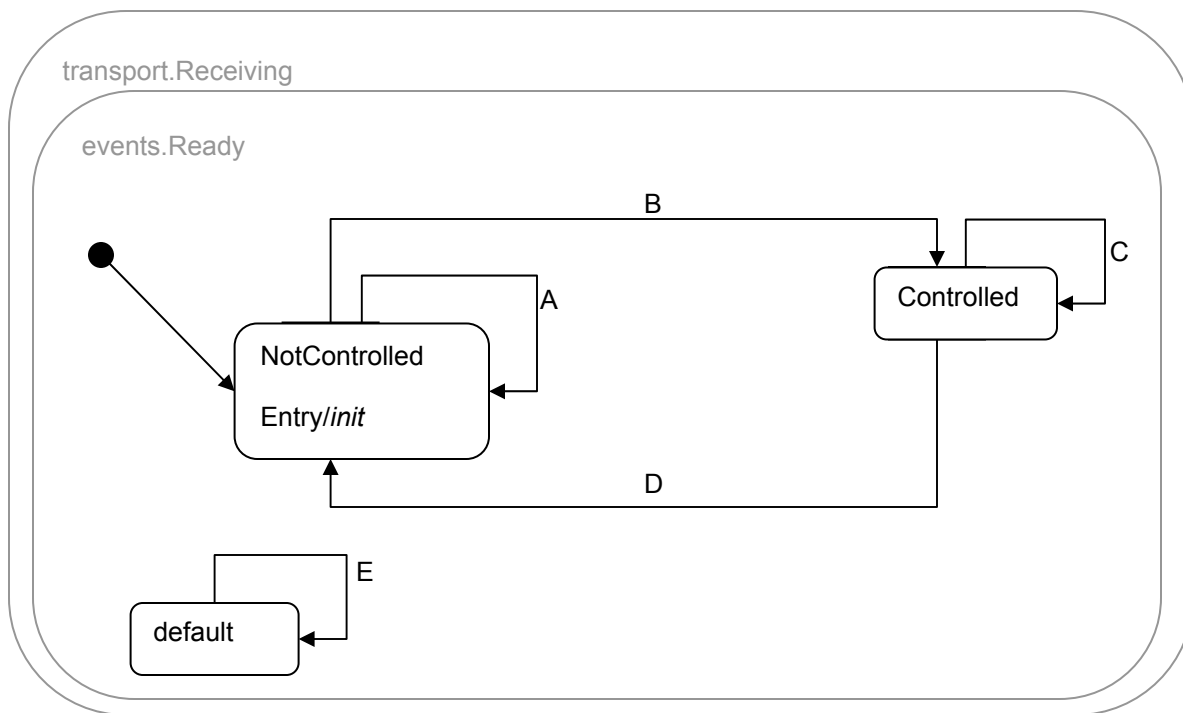 transport.Receiving
events.Ready
B
C
A
Controlled
NotControlled
Entry/init
D
E
default